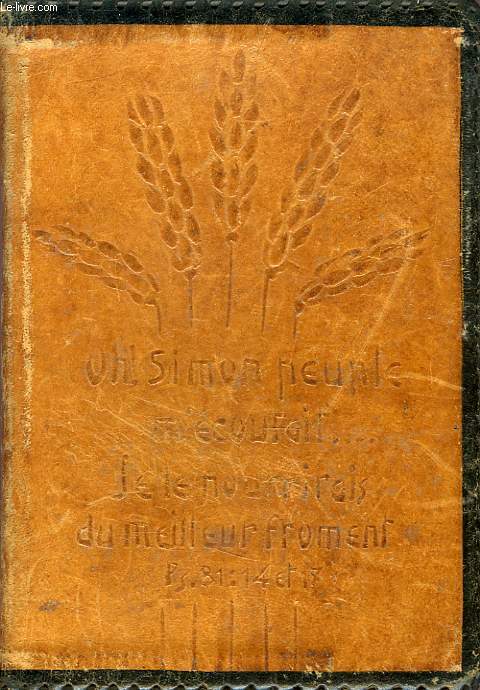 Le-livre.com
Oh! Si mon peuple
m'écoutait...
Je le nourrirais
du meilleur froment
Ps. 81:14 et 17